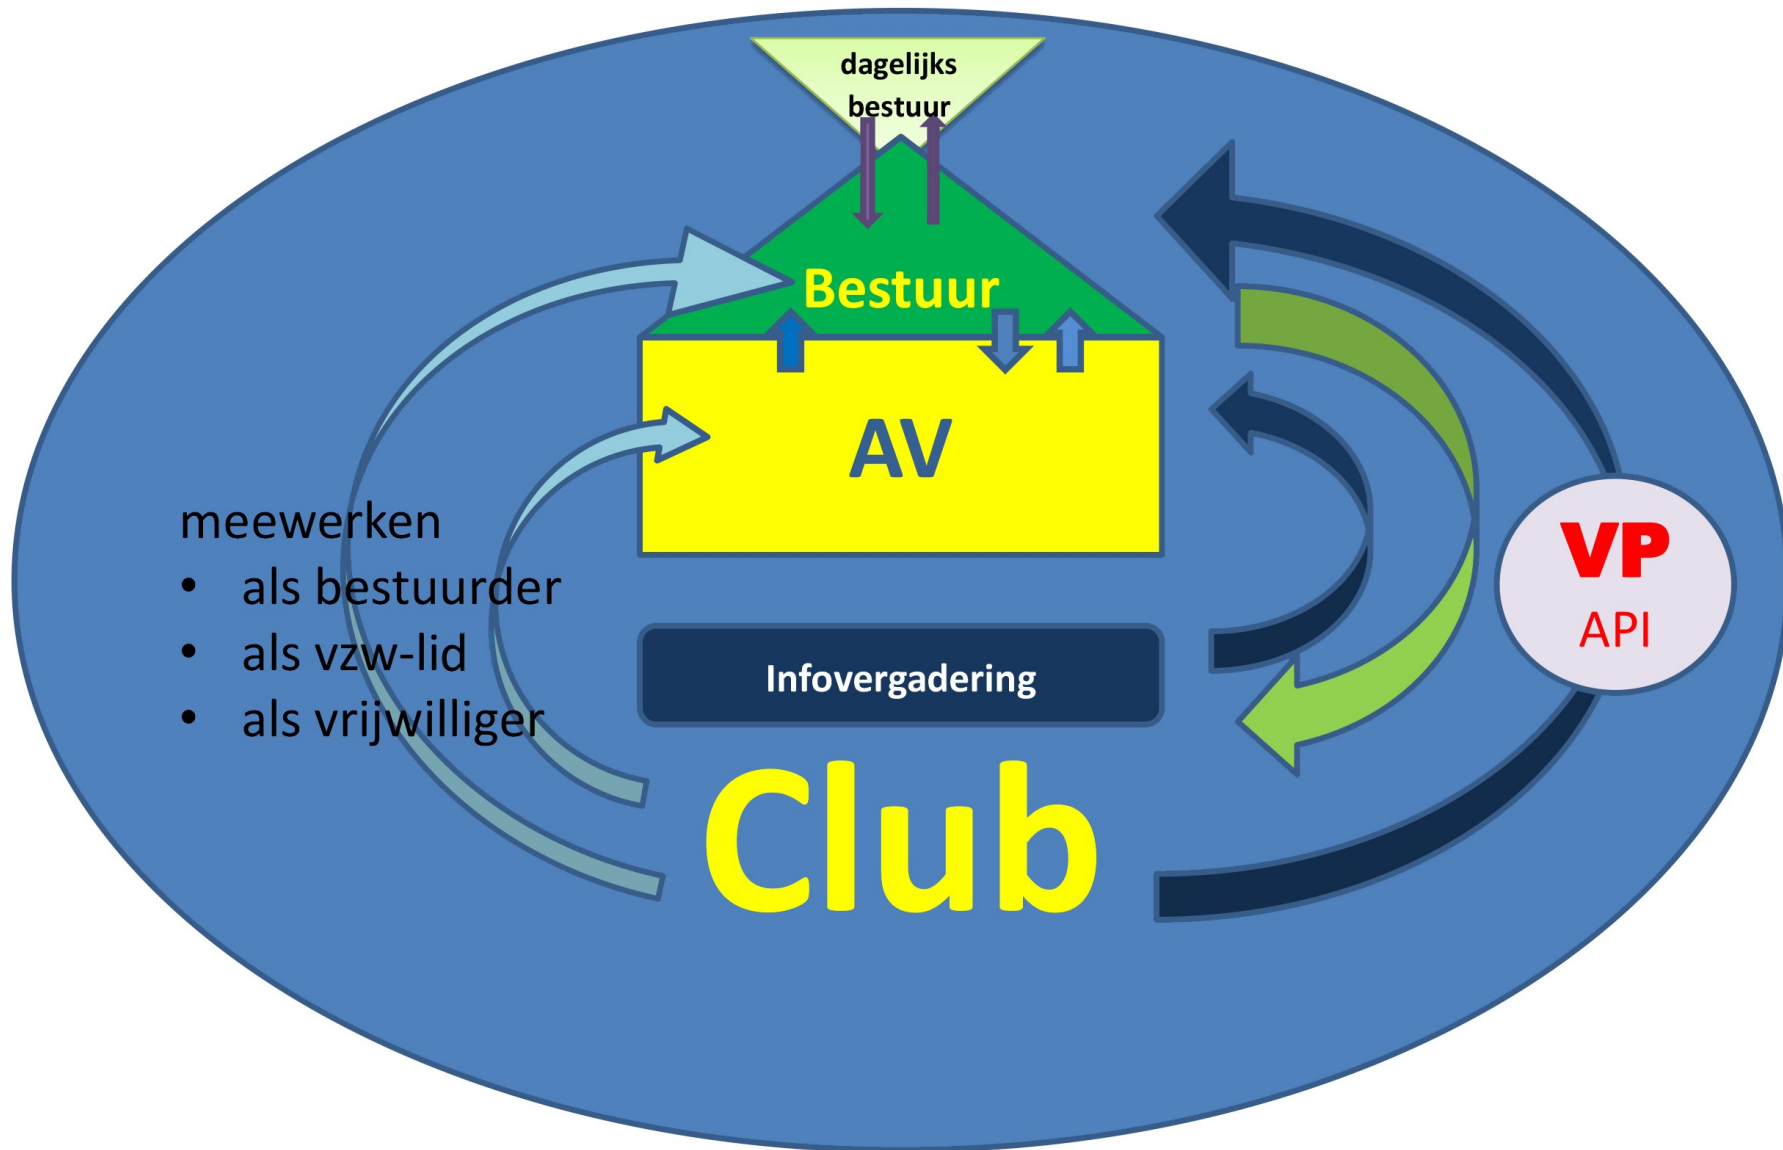 dagelijks
bestuur
Bestuur
AV
meewerken
• als bestuurder
• als vzw-lid
• als vrijwilliger
VP
API
Infovergadering
Club